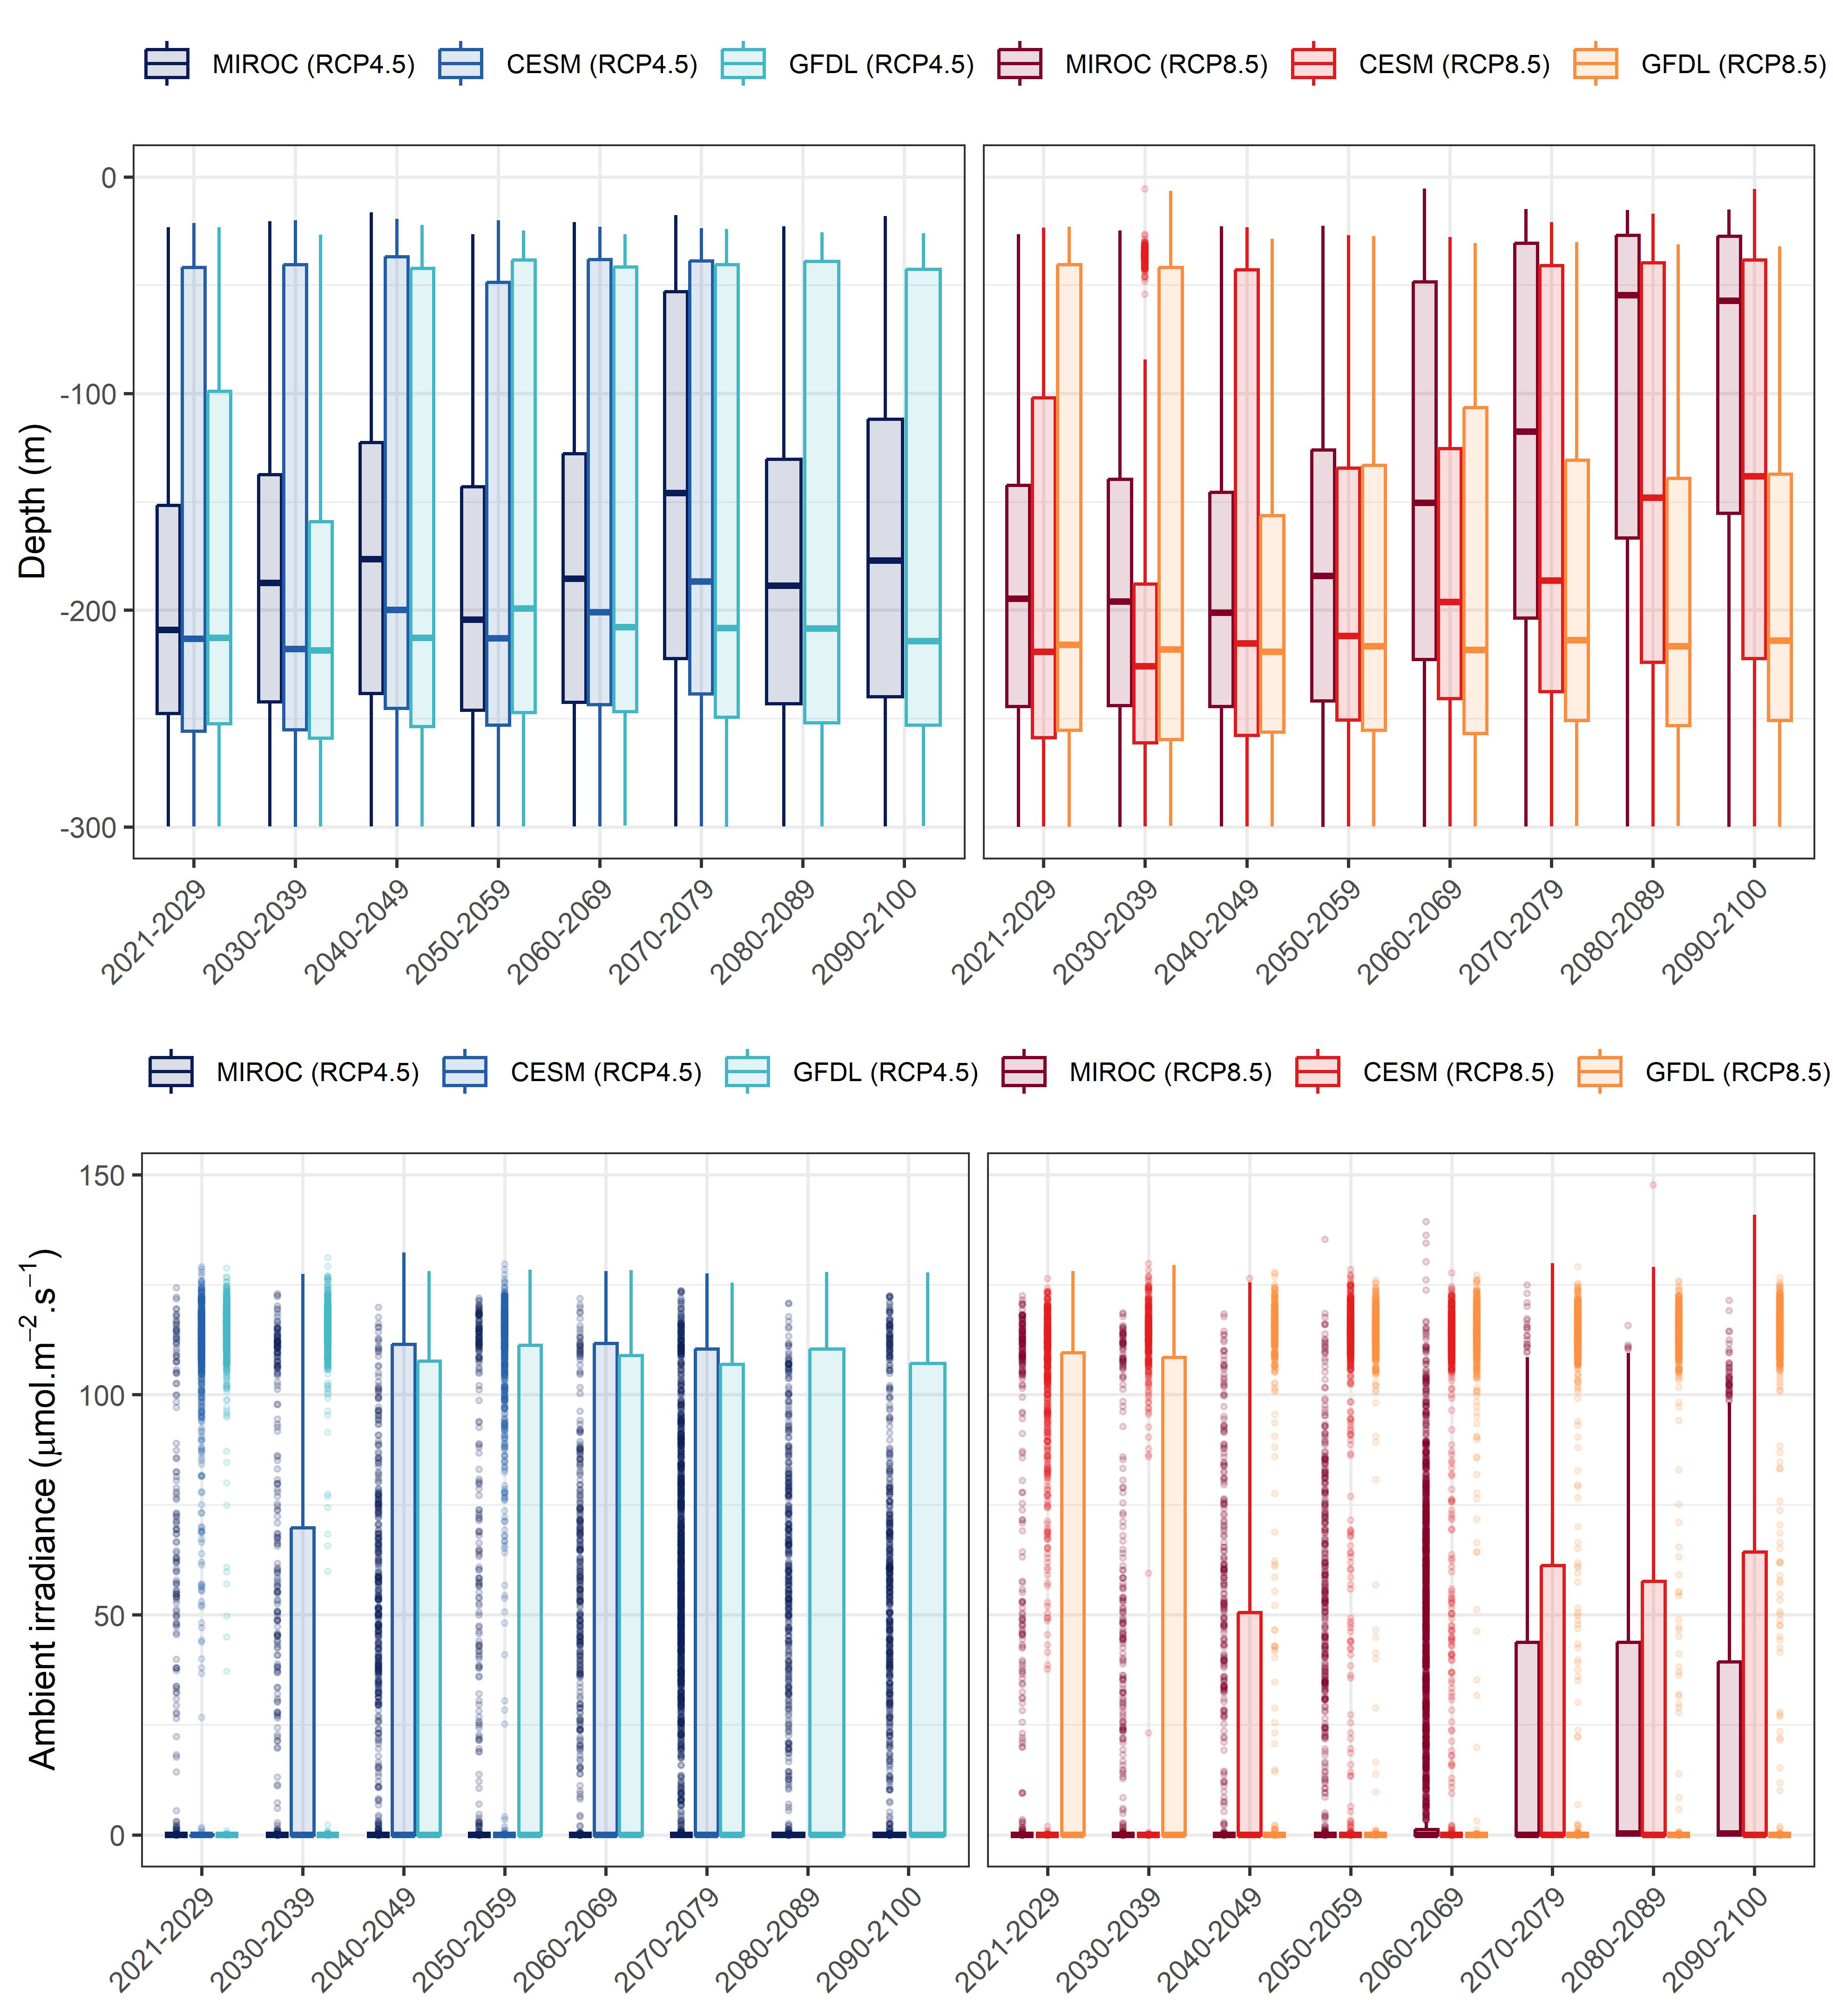 MIROC (RCP4.5) CESM (RCP4.5) GFDL (RCP4.5) MIROC (RCP8.5) CESM (RCP8.5) GFDL (RCP8.5)
Depth (m)
0
-100
-200
-300
2021-2029 2030-2039 2040-2049 2050-2059 2060-2069 2070-2079 2080-2089 2090-2100
2021-2029 2030-2039 2040-2049 2050-2059 2060-2069 2070-2079 2080-2089 2090-2100
MIROC (RCP4.5) CESM (RCP4.5) GFDL (RCP4.5) MIROC (RCP8.5) CESM (RCP8.5) GFDL (RCP8.5)
Ambient irradiance (μmol.m⁻².s⁻¹)
150
100
50
0
2021-2029 2030-2039 2040-2049 2050-2059 2060-2069 2070-2079 2080-2089 2090-2100
2021-2029 2030-2039 2040-2049 2050-2059 2060-2069 2070-2079 2080-2089 2090-2100